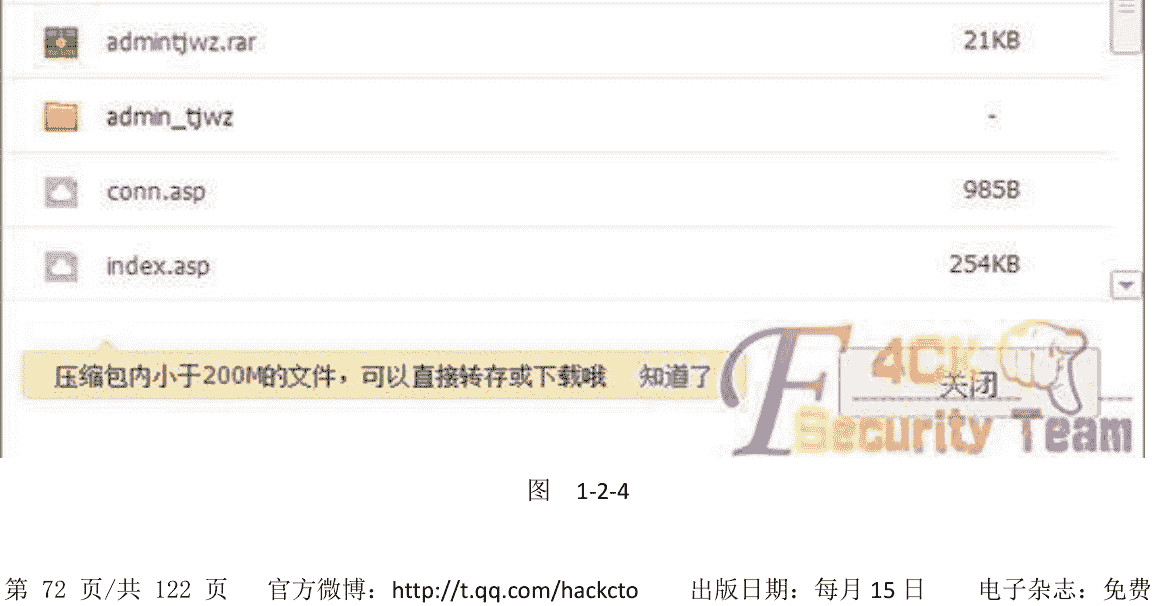 admintjwz.rar 21KB
admin_tjwz -
conn.asp 985B
index.asp 254KB
压缩包内小于200M的文件，可以直接转存或下载哦 知道了
关闭
F4CK
Security Team
图 1-2-4
第 72 页/共 122 页 官方微博：http://t.qq.com/hackcto 出版日期：每月15日 电子杂志：免费